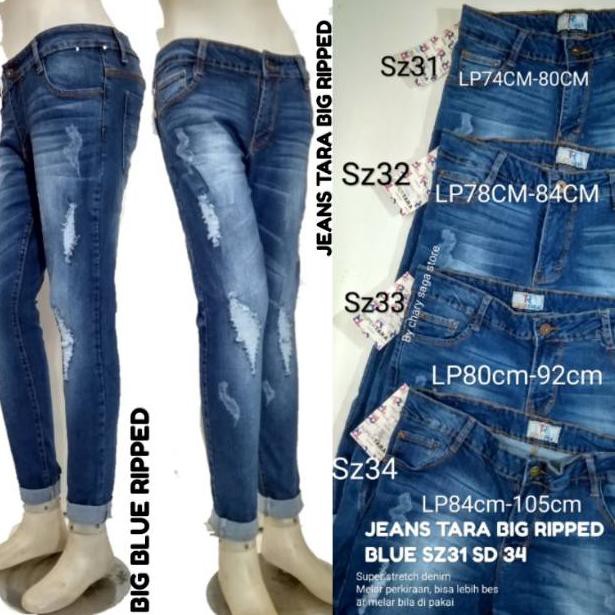 BIG BLUE RIPPED
JEANS TARA BIG RIPPED
Sz31
LP74CM-80CM
Sz32
LP78CM-84CM
By chary saga store
Sz33
LP80cm-92cm
Sz34
LP84cm-105cm
JEANS TARA BIG RIPPED
BLUE SZ31 SD 34
Super stretch denim
Melar perkiraan, bisa lebih bes
ar melar bila di pakai